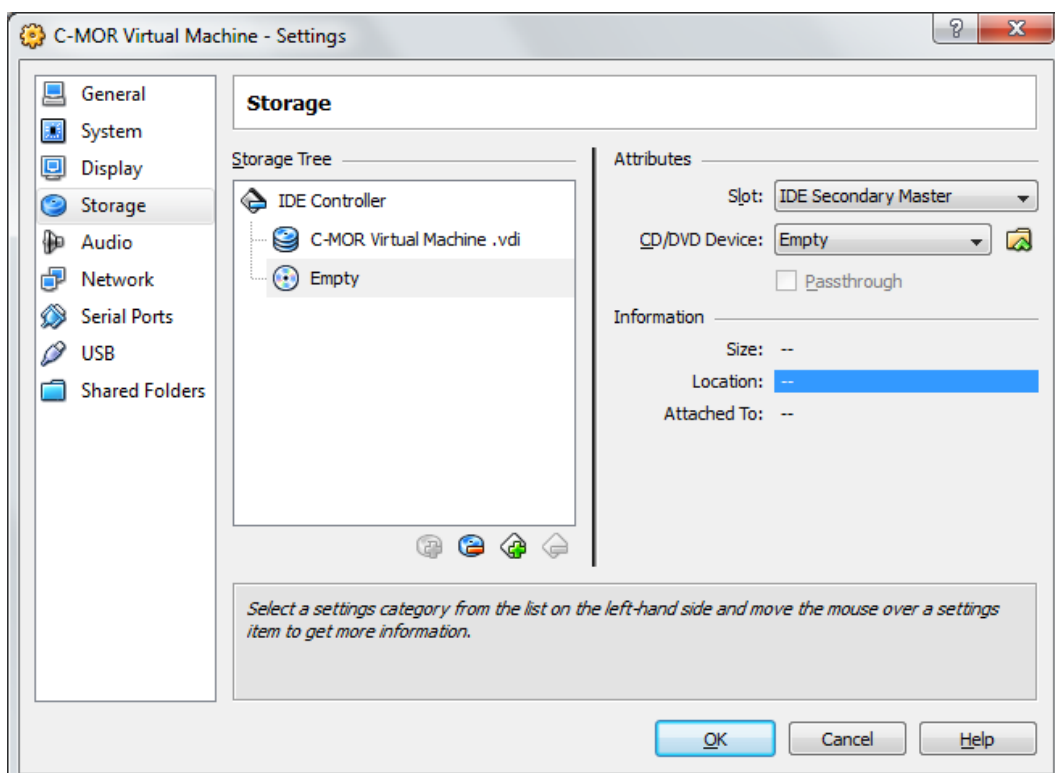 C-MOR Virtual Machine - Settings
General
System
Display
Storage
Audio
Network
Serial Ports
USB
Shared Folders
Storage
Storage Tree
IDE Controller
C-MOR Virtual Machine .vdi
Empty
Attributes
Slot: IDE Secondary Master
CD/DVD Device: Empty
Passthrough
Information
Size: --
Location: --
Attached To: --
Select a settings category from the list on the left-hand side and move the mouse over a settings
item to get more information.
OK Cancel Help